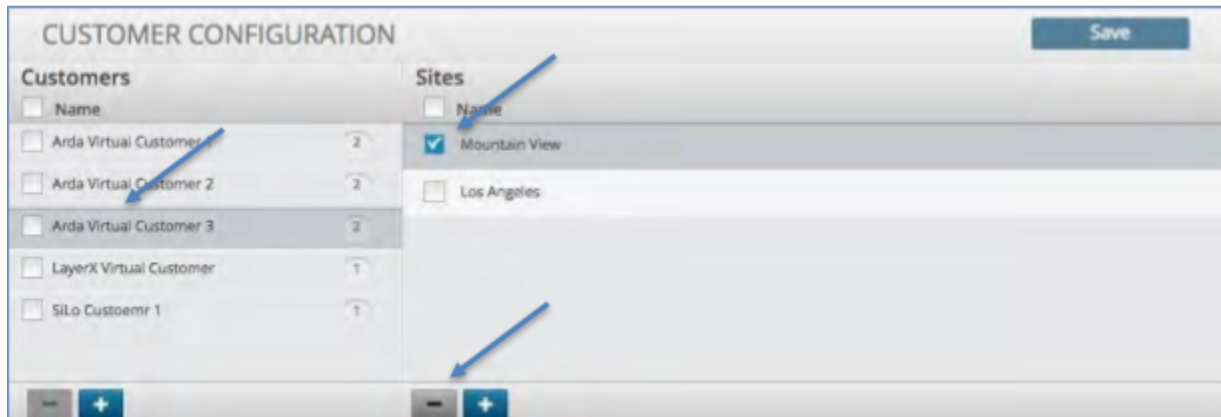 CUSTOMER CONFIGURATION
Save
Customers
Name
Arda Virtual Customer 1 2
Arda Virtual Customer 2 2
Arda Virtual Customer 3 2
LayerX Virtual Customer 1
SiLo Custoemr 1 1
Sites
Name
Mountain View
Los Angeles